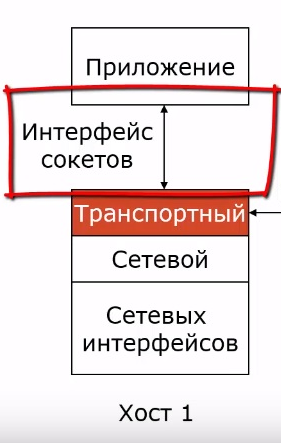 Приложение
Интерфейс
сокетов
Транспортный
Сетевой
Сетевых
интерфейсов
Хост 1